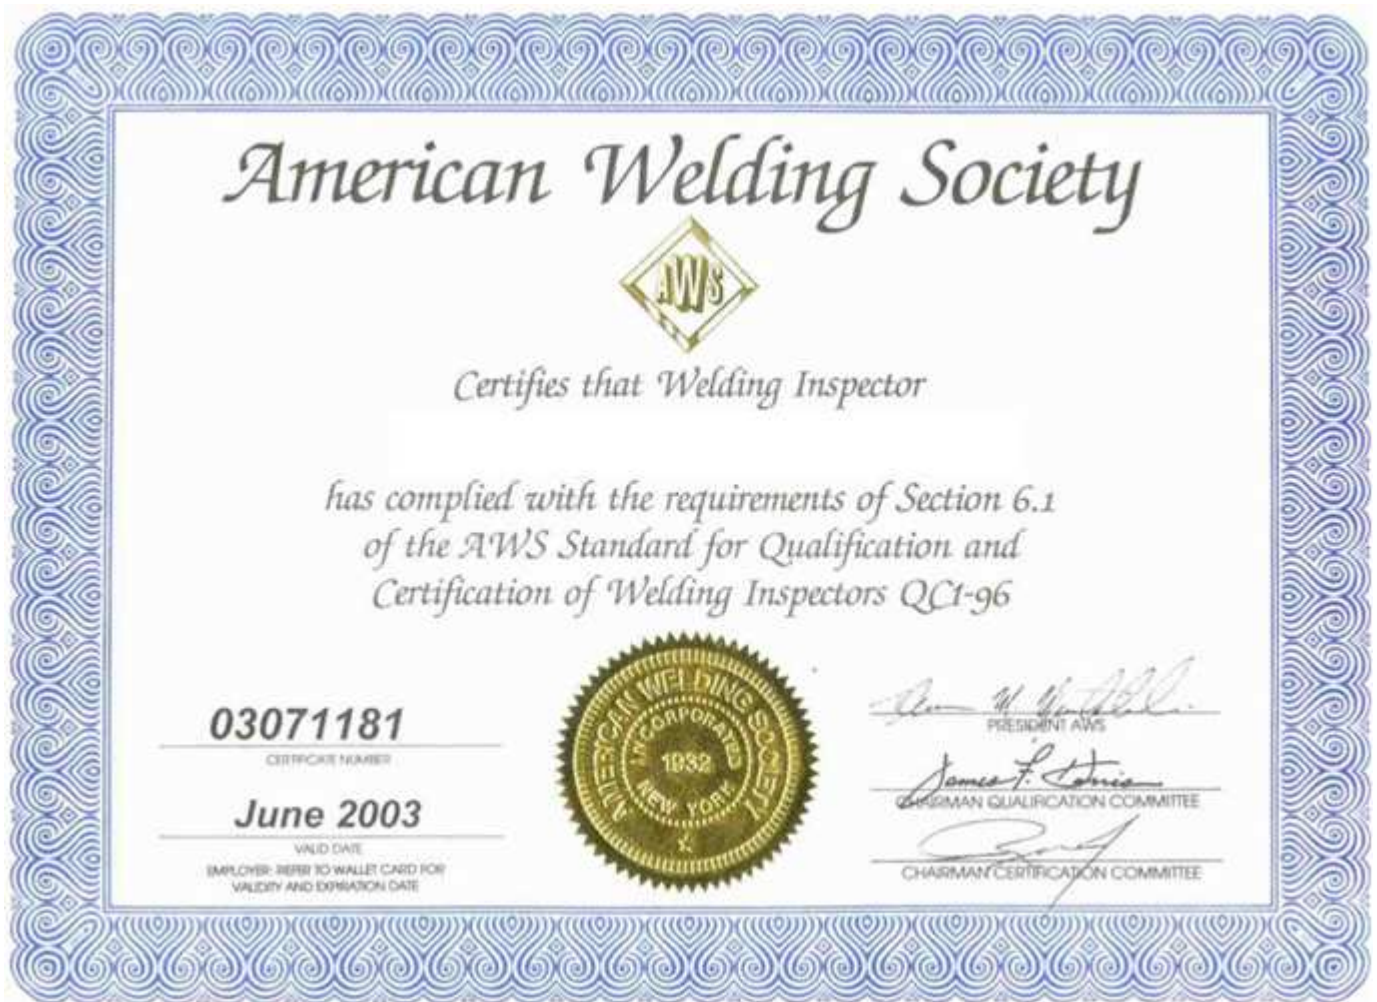 American Welding Society
AWS
Certifies that Welding Inspector
has complied with the requirements of Section 6.1
of the AWS Standard for Qualification and
Certification of Welding Inspectors QC1-96
03071181
CERTIFICATE NUMBER
June 2003
VALID DATE
EMPLOYER: REFER TO WALLET CARD FOR
VALIDITY AND EXPIRATION DATE
AMERICAN WELDING SOCIETY
INCORPORATED
1932
NEW YORK
PRESIDENT AWS
James F.
CHAIRMAN QUALIFICATION COMMITTEE
CHAIRMAN CERTIFICATION COMMITTEE